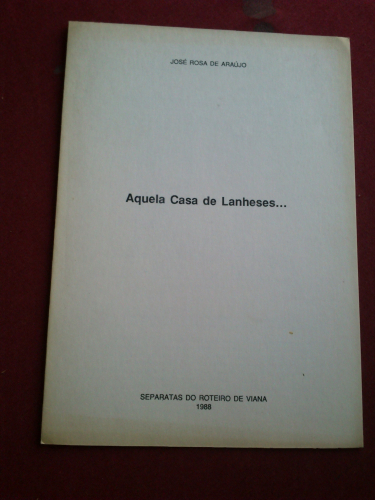 JOSÉ ROSA DE ARAÚJO
Aquela Casa de Lanheses...
SEPARATAS DO ROTEIRO DE VIANA
1988